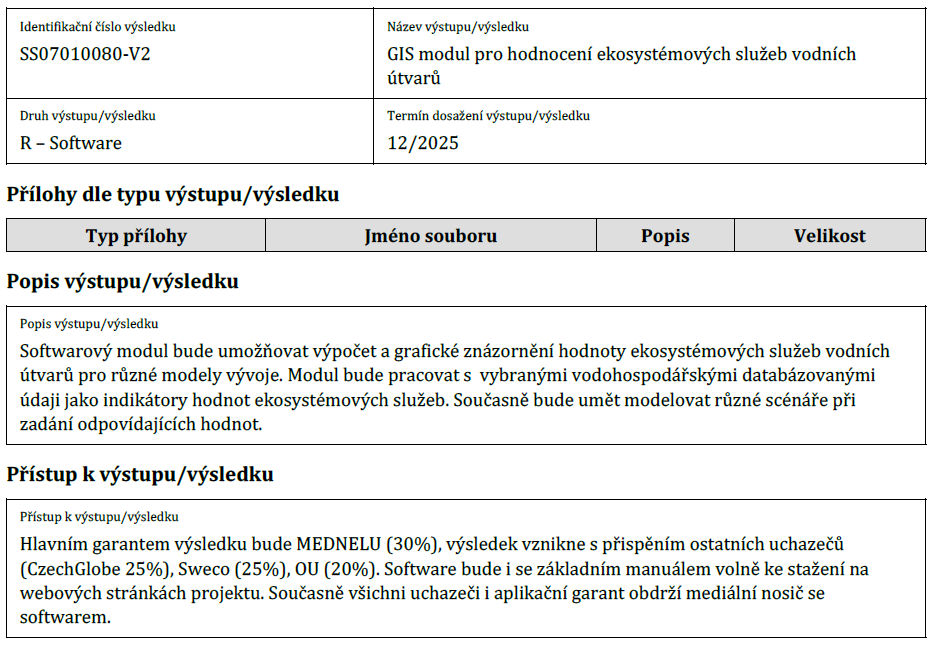 Identifikační číslo výsledku
SS07010080-V2
Název výstupu/výsledku
GIS modul pro hodnocení ekosystémových služeb vodních
útvarů
Druh výstupu/výsledku
R – Software
Termín dosažení výstupu/výsledku
12/2025
Přílohy dle typu výstupu/výsledku
Typ přílohy Jméno souboru Popis Velikost
Popis výstupu/výsledku
Popis výstupu/výsledku
Softwarový modul bude umožňovat výpočet a grafické znázornění hodnoty ekosystémových služeb vodních
útvarů pro různé modely vývoje. Modul bude pracovat s vybranými vodohospodářskými databázovanými
údaji jako indikátory hodnot ekosystémových služeb. Současně bude umět modelovat různé scénáře při
zadání odpovídajících hodnot.
Přístup k výstupu/výsledku
Přístup k výstupu/výsledku
Hlavním garantem výsledku bude MEDNELU (30%), výsledek vznikne s přispěním ostatních uchazečů
(CzechGlobe 25%), Sweco (25%), OU (20%). Software bude i se základním manuálem volně ke stažení na
webových stránkách projektu. Současně všichni uchazeči i aplikační garant obdrží mediální nosič se
softwarem.